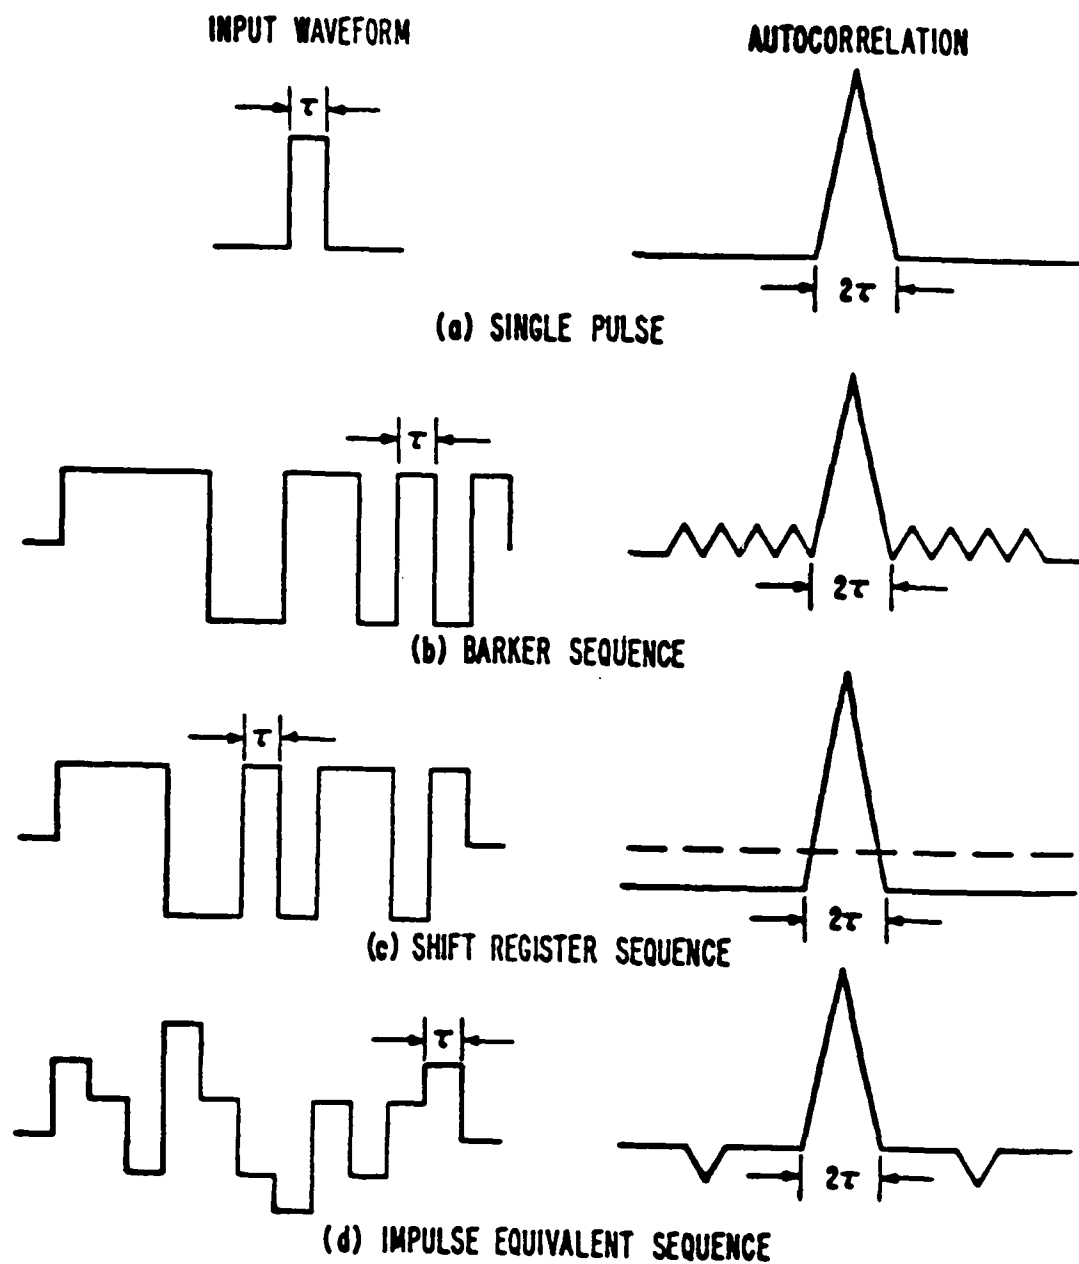 INPUT WAVEFORM
AUTOCORRELATION
τ
2τ
(a) SINGLE PULSE
τ
2τ
(b) BARKER SEQUENCE
τ
2τ
(c) SHIFT REGISTER SEQUENCE
τ
2τ
(d) IMPULSE EQUIVALENT SEQUENCE